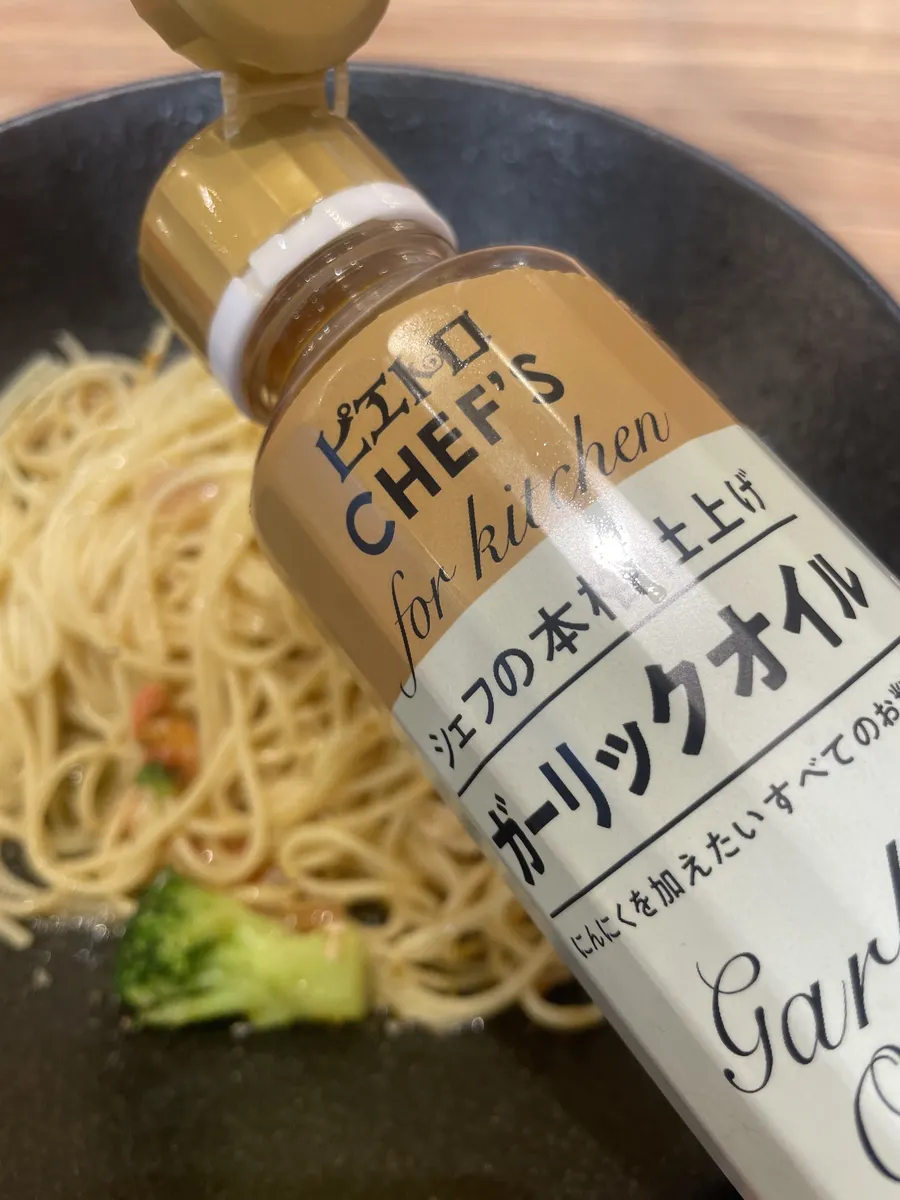 ピエトロ
CHEF'S
for kitchen
シェフの本格仕上げ
ガーリックオイル
にんにくを加えたいすべてのお